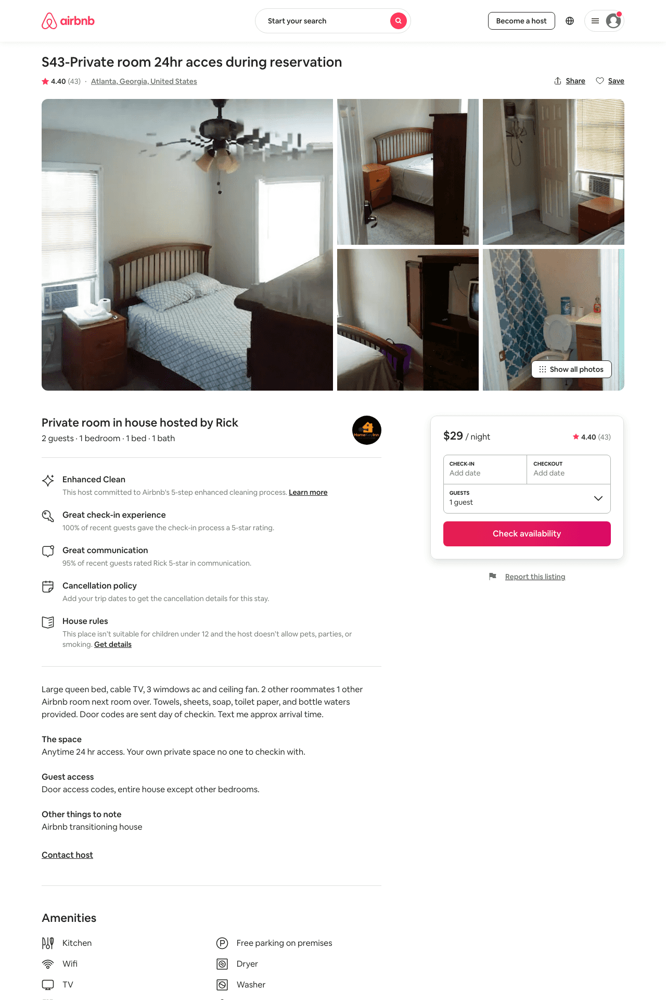 airbnb
Start your search
Become a host
S43-Private room 24hr acces during reservation
4.40 (43) · Atlanta, Georgia, United States
Share
Save
Show all photos
Private room in house hosted by Rick
2 guests · 1 bedroom · 1 bed · 1 bath
HomeKeyInn
Enhanced Clean
This host committed to Airbnb's 5-step enhanced cleaning process. Learn more
Great check-in experience
100% of recent guests gave the check-in process a 5-star rating.
Great communication
95% of recent guests rated Rick 5-star in communication.
Cancellation policy
Add your trip dates to get the cancellation details for this stay.
House rules
This place isn’t suitable for children under 12 and the host doesn’t allow pets, parties, or
smoking. Get details
$29 / night
4.40 (43)
CHECK-IN
Add date
CHECKOUT
Add date
GUESTS
1 guest
Check availability
Report this listing
Large queen bed, cable TV, 3 wimdows ac and ceiling fan. 2 other roommates 1 other
Airbnb room next room over. Towels, sheets, soap, toilet paper, and bottle waters
provided. Door codes are sent day of checkin. Text me approx arrival time.
The space
Anytime 24 hr access. Your own private space no one to checkin with.
Guest access
Door access codes, entire house except other bedrooms.
Other things to note
Airbnb transitioning house
Contact host
Amenities
Kitchen
Free parking on premises
Wifi
Dryer
TV
Washer